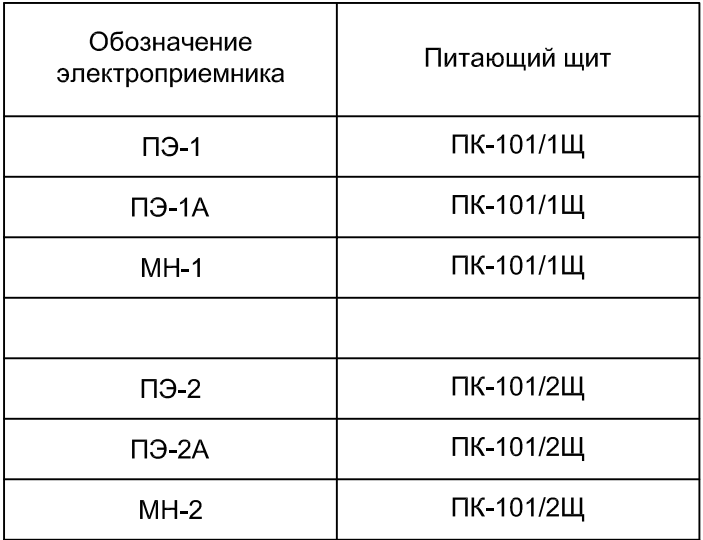 Обозначение
электроприемника
Питающий щит
ПЭ-1
ПК-101/1Щ
ПЭ-1А
ПК-101/1Щ
МН-1
ПК-101/1Щ
ПЭ-2
ПК-101/2Щ
ПЭ-2А
ПК-101/2Щ
МН-2
ПК-101/2Щ